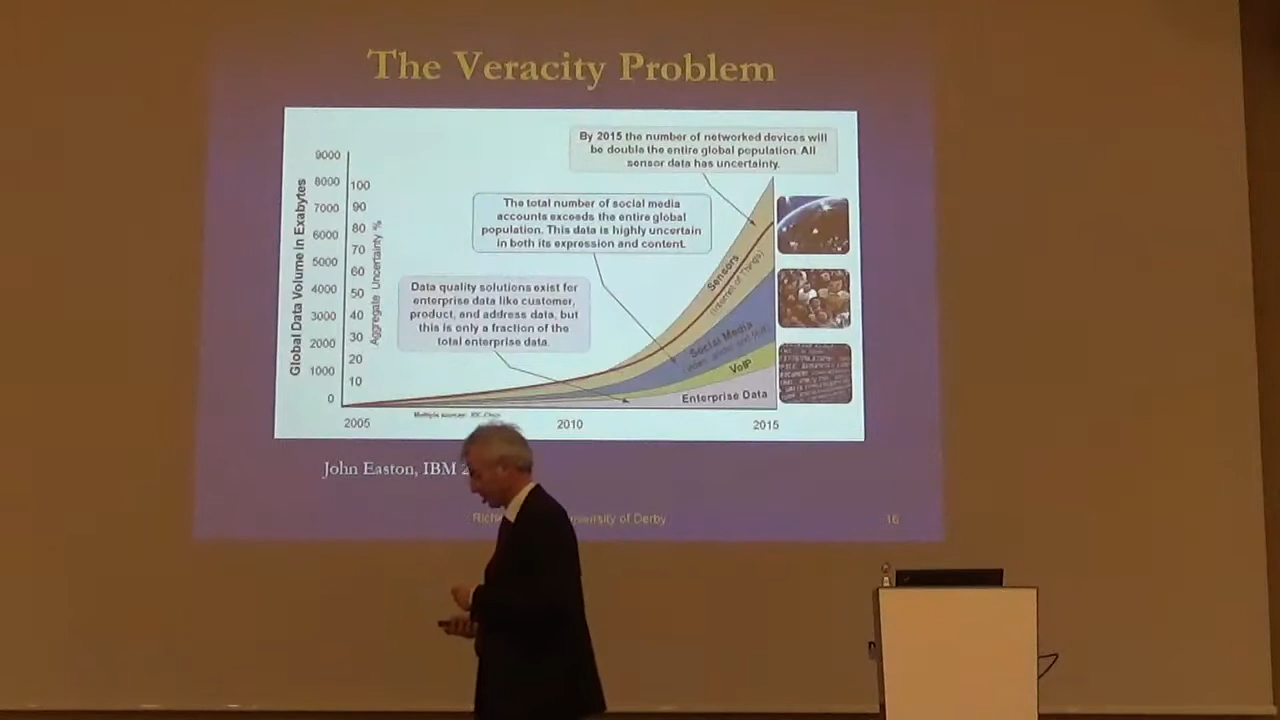 The Veracity Problem
By 2015 the number of networked devices will
be double the entire global population. All
sensor data has uncertainty.
The total number of social media
accounts exceeds the entire global
population. This data is highly uncertain
in both its expression and content.
Data quality solutions exist for
enterprise data like customer,
product, and address data, but
this is only a fraction of the
total enterprise data.
Global Data Volume in Exabytes
9000
8000
7000
6000
5000
4000
3000
2000
1000
0
Aggregate Uncertainty %
100
90
80
70
60
50
40
30
20
10
Sensors
(Internet of Things)
Social Media
VoIP
Enterprise Data
Multiple sources:
2005
2010
2015
John Easton, IBM
University of Derby
16